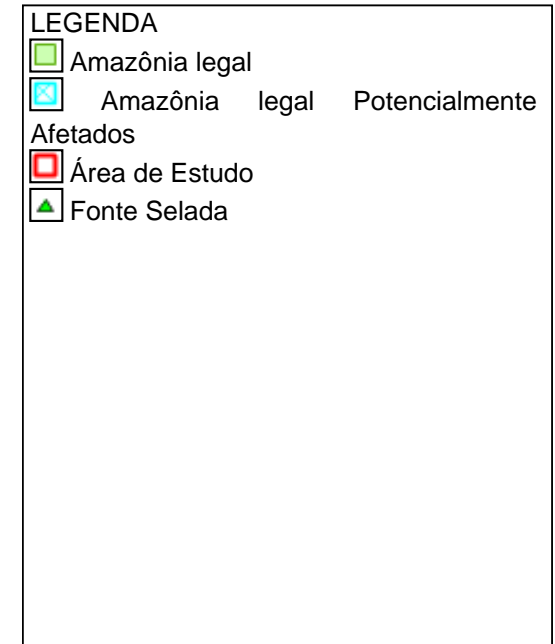 LEGENDA
Amazônia legal
Amazônia legal Potencialmente
Afetados
Área de Estudo
Fonte Selada